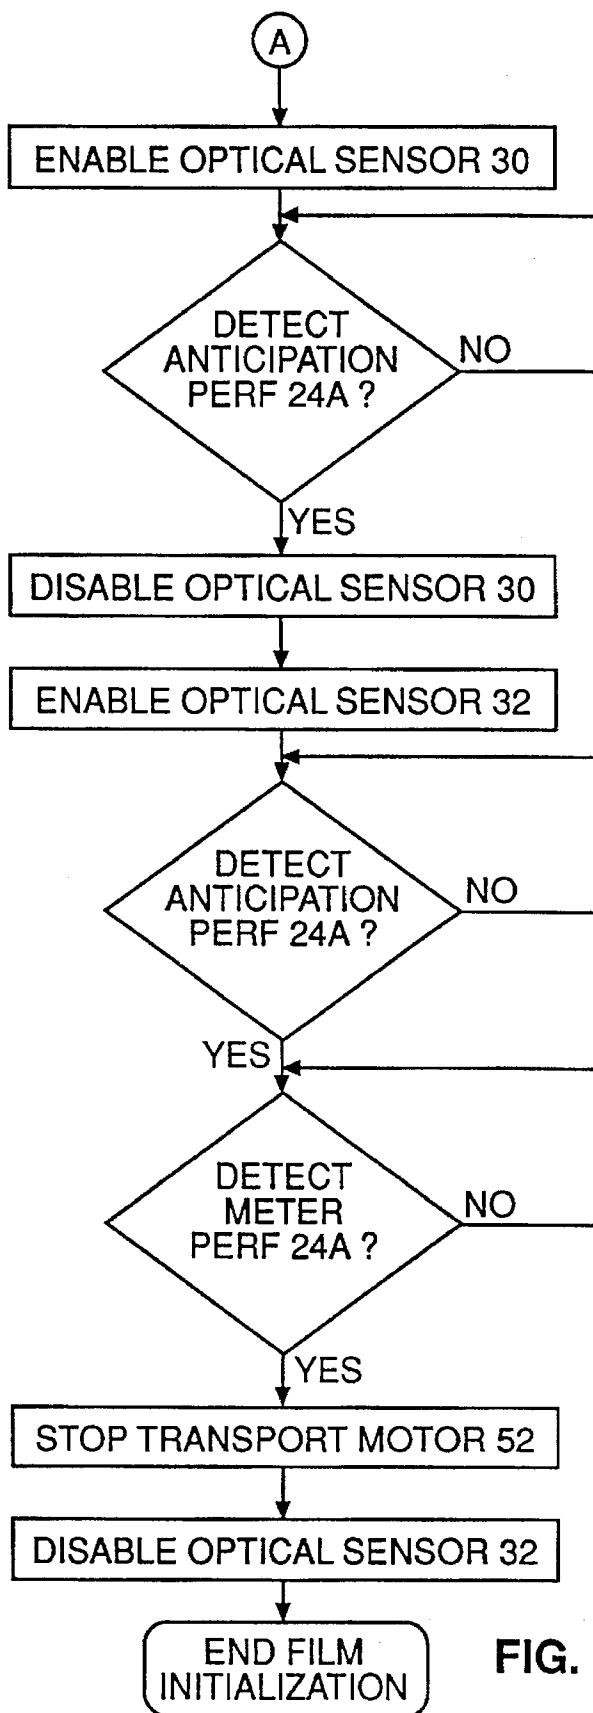 A
ENABLE OPTICAL SENSOR 30
DETECT
ANTICIPATION
PERF 24A ?
NO
YES
DISABLE OPTICAL SENSOR 30
ENABLE OPTICAL SENSOR 32
DETECT
ANTICIPATION
PERF 24A ?
NO
YES
DETECT
METER
PERF 24A ?
NO
YES
STOP TRANSPORT MOTOR 52
DISABLE OPTICAL SENSOR 32
END FILM
INITIALIZATION
FIG.